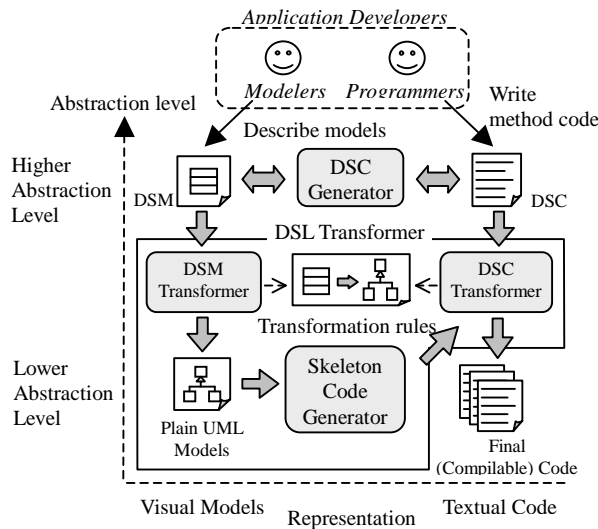 Application Developers
Modelers
Programmers
Abstraction level
Write
method code
Describe models
Higher
Abstraction
Level
DSM
DSC
Generator
DSC
DSL Transformer
DSM
Transformer
DSC
Transformer
Transformation rules
Lower
Abstraction
Level
Skeleton
Code
Generator
Plain UML
Models
Final
(Compilable) Code
Visual Models
Representation
Textual Code